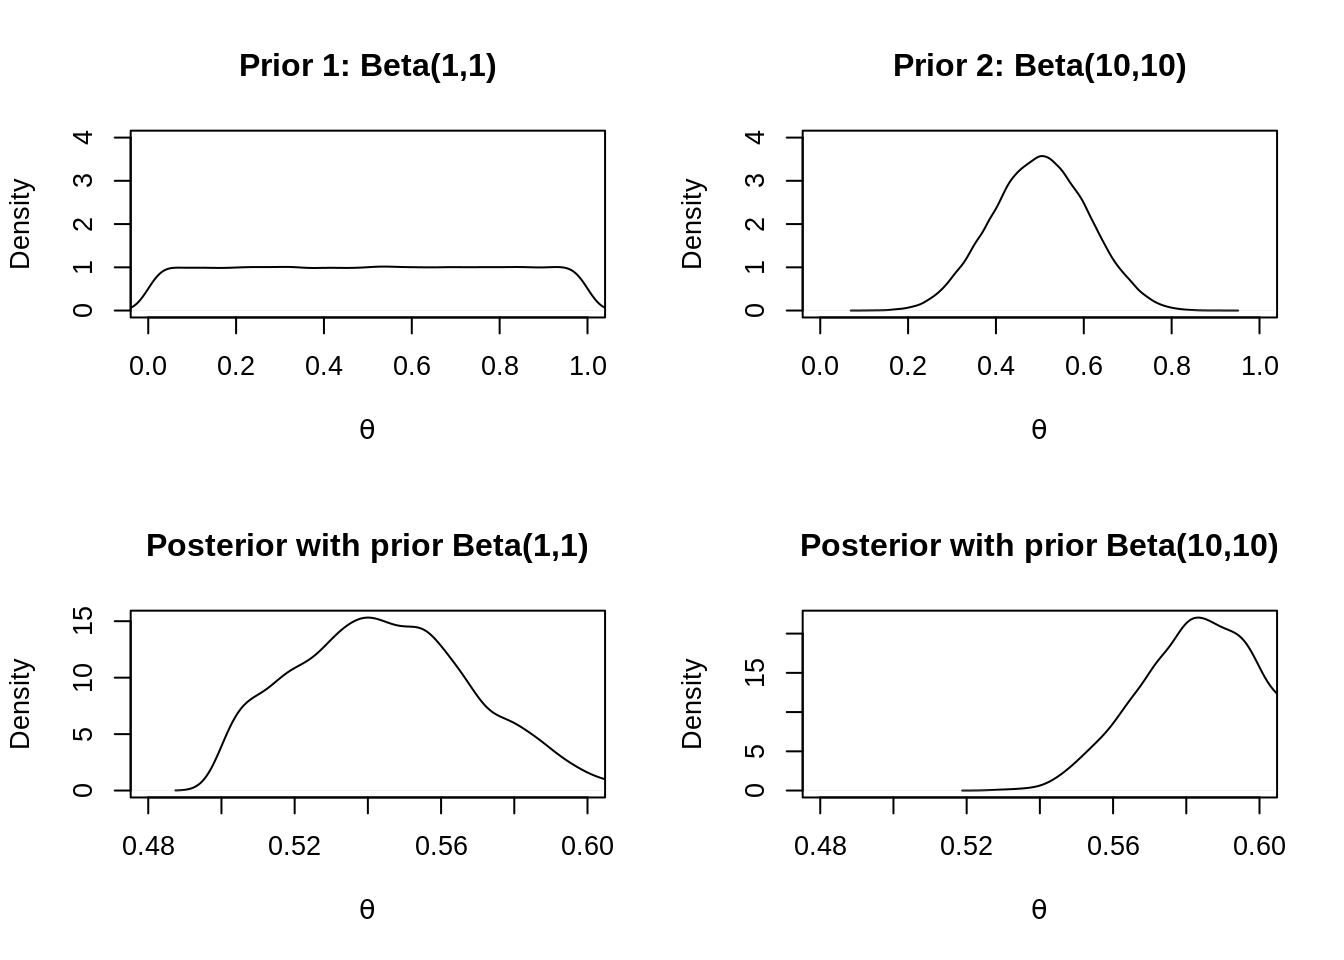 Prior 1: Beta(1,1)
Density
4
3
2
1
0
0.0 0.2 0.4 0.6 0.8 1.0
θ
Prior 2: Beta(10,10)
Density
4
3
2
1
0
0.0 0.2 0.4 0.6 0.8 1.0
θ
Posterior with prior Beta(1,1)
Density
15
10
5
0
0.48 0.52 0.56 0.60
θ
Posterior with prior Beta(10,10)
Density
15
5
0
0.48 0.52 0.56 0.60
θ